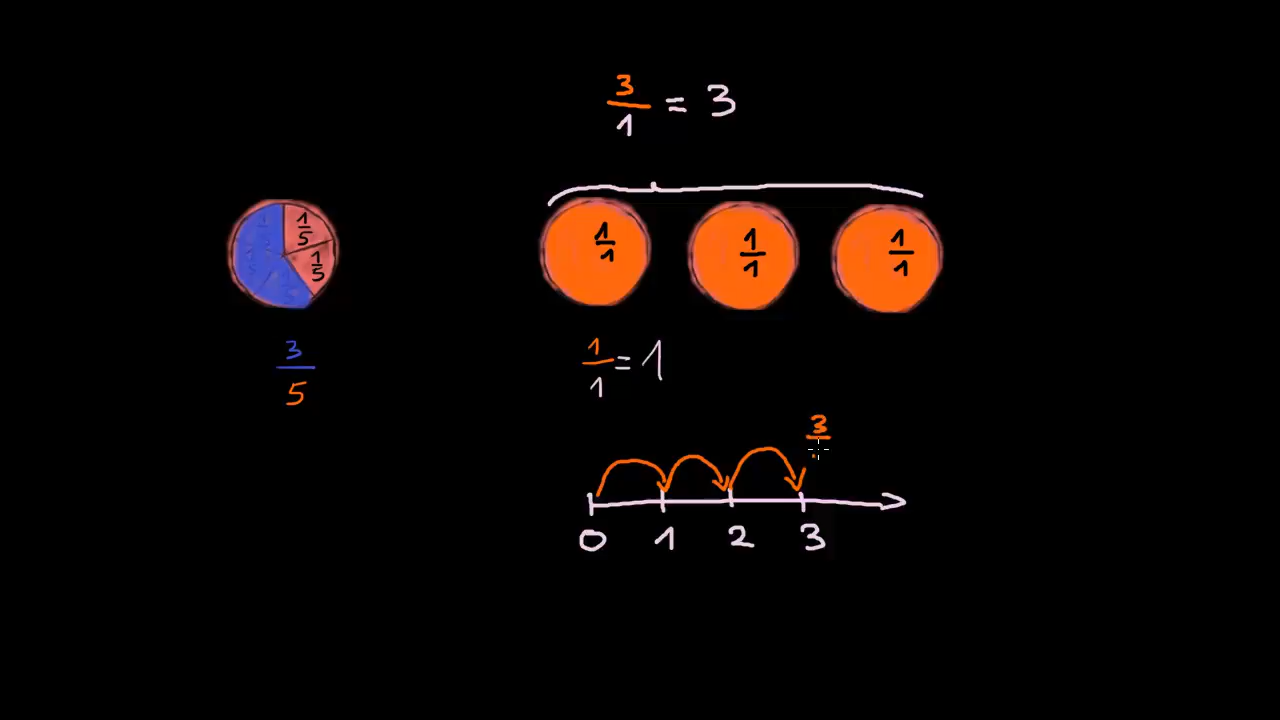 3/1 = 3
1/5
1/5
3/5
1/1 1/1 1/1
1/1 = 1
3
0 1 2 3